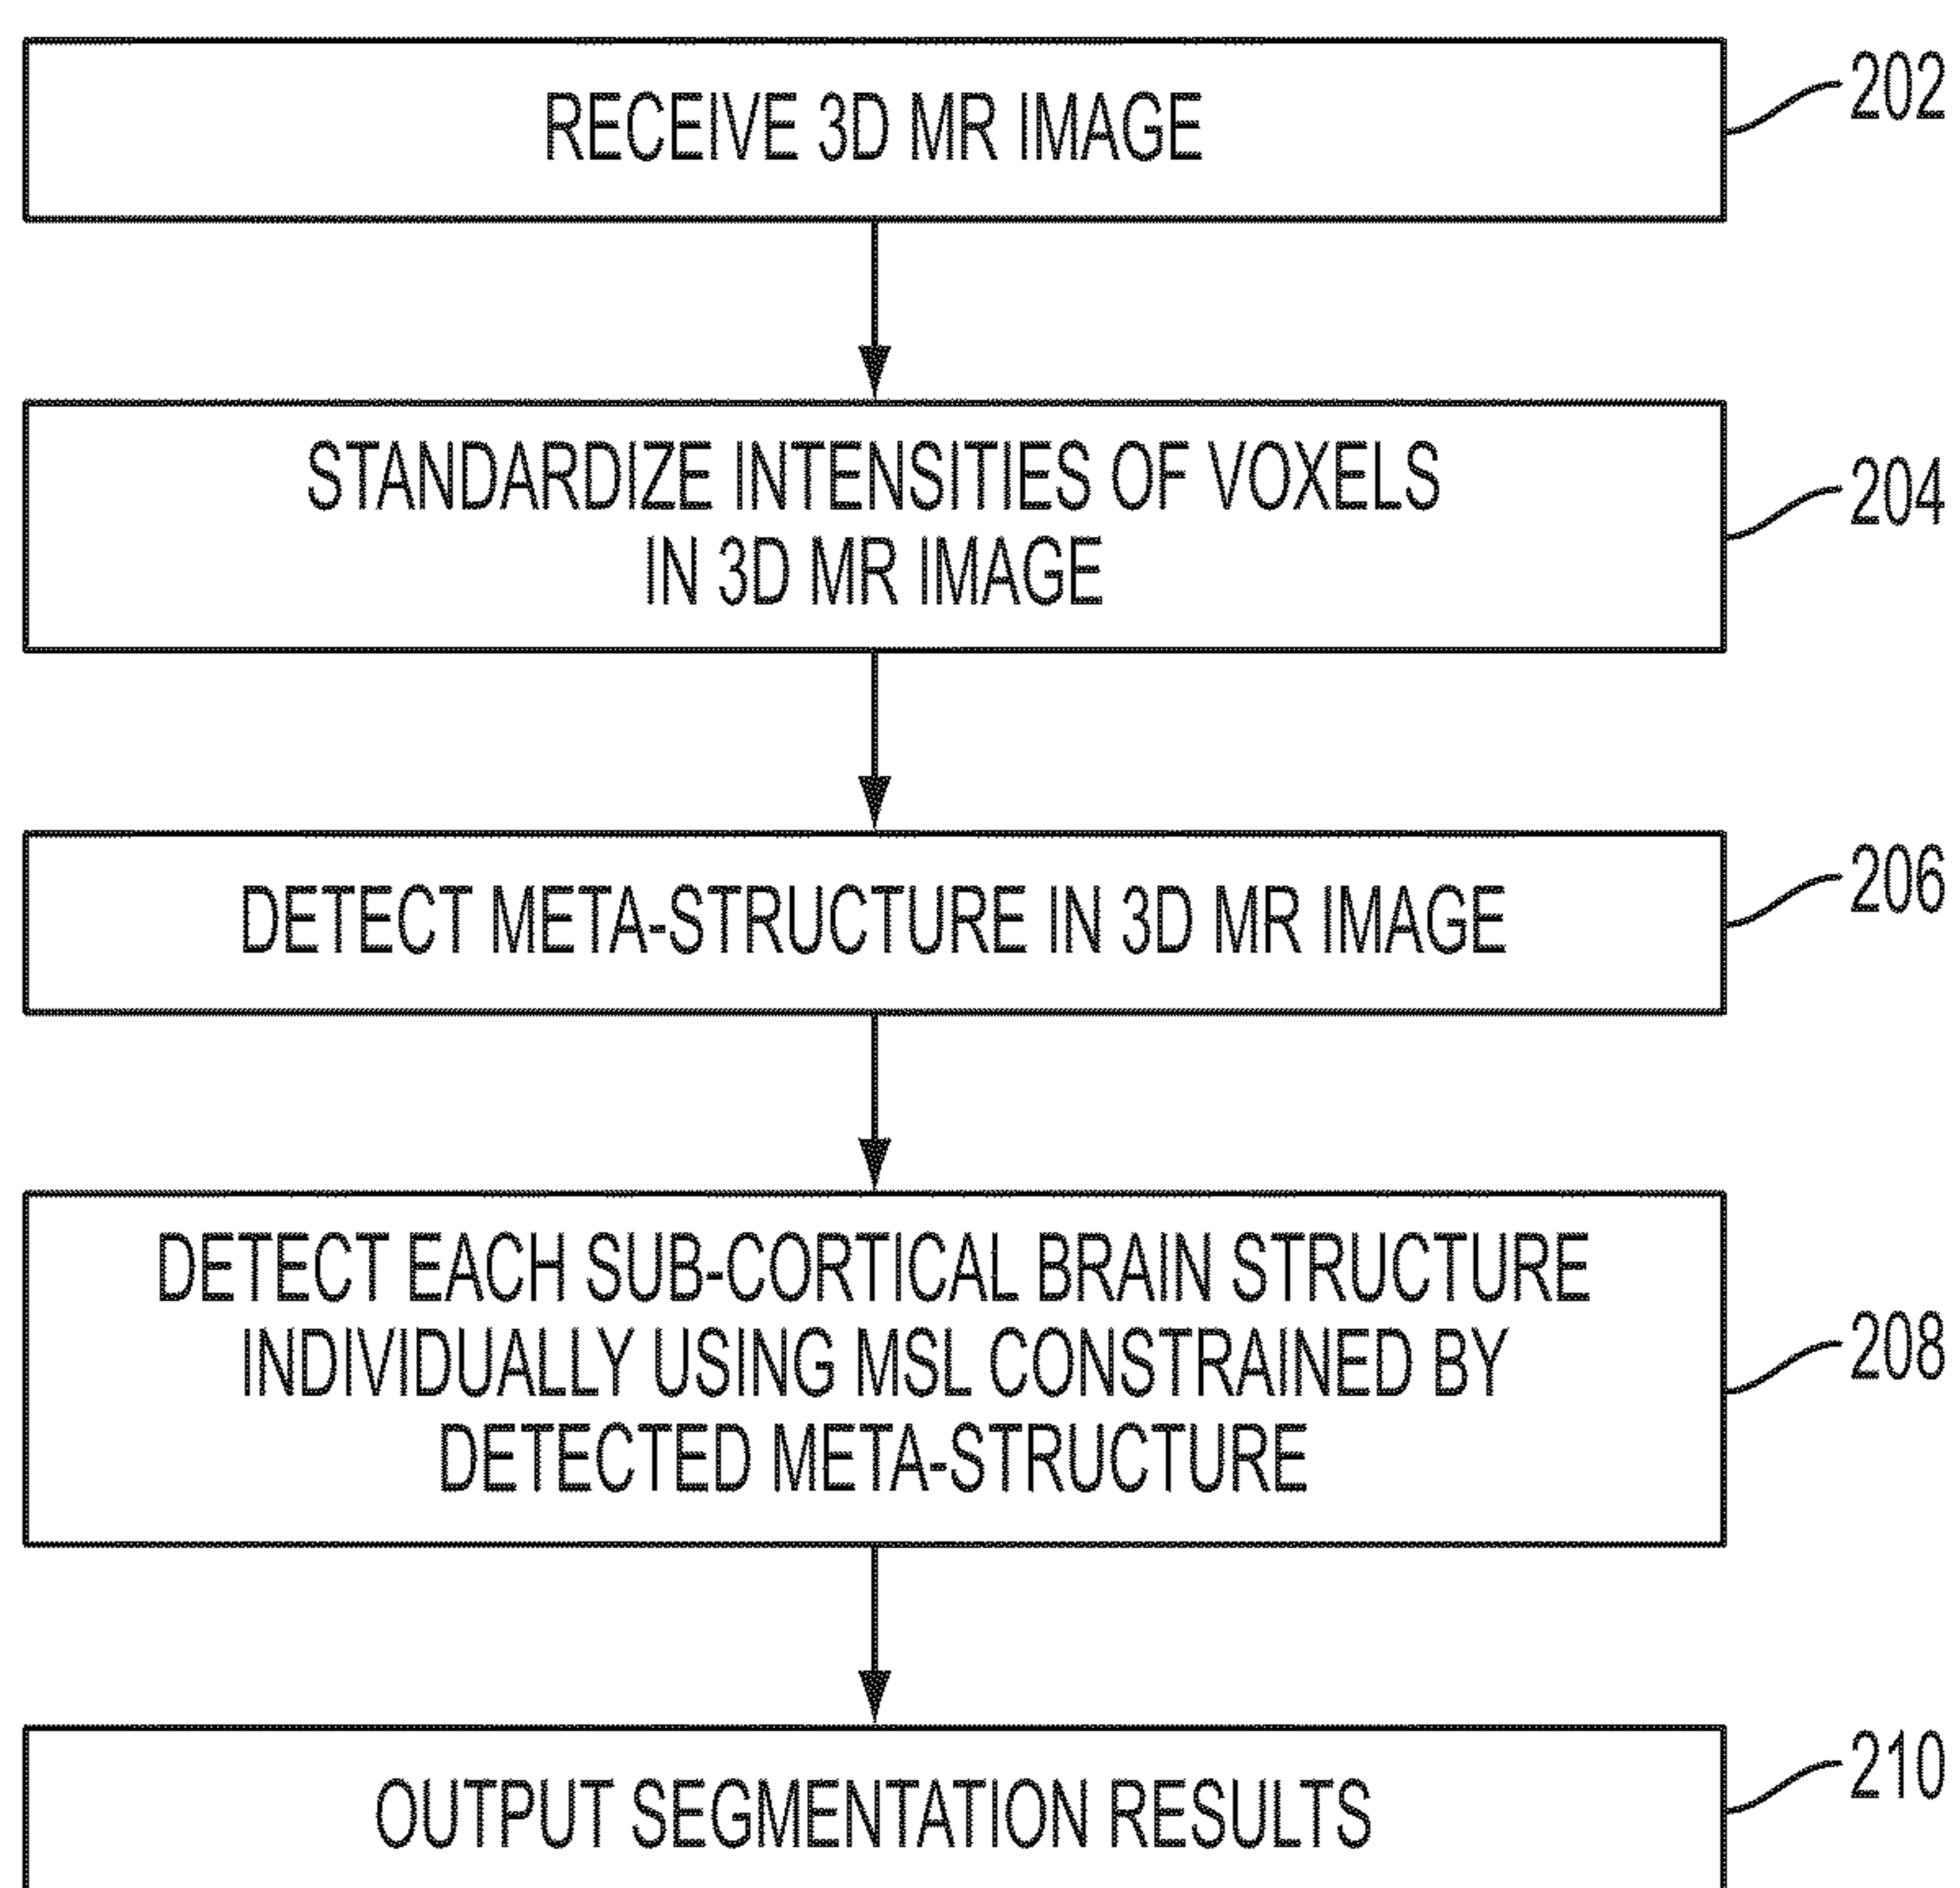 RECEIVE 3D MR IMAGE
202
STANDARDIZE INTENSITIES OF VOXELS
IN 3D MR IMAGE
204
DETECT META-STRUCTURE IN 3D MR IMAGE
206
DETECT EACH SUB-CORTICAL BRAIN STRUCTURE
INDIVIDUALLY USING MSL CONSTRAINED BY
DETECTED META-STRUCTURE
208
OUTPUT SEGMENTATION RESULTS
210